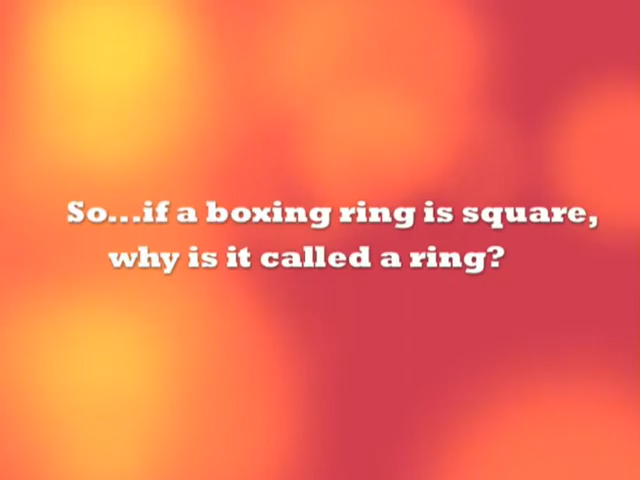 So...if a boxing ring is square,
why is it called a ring?